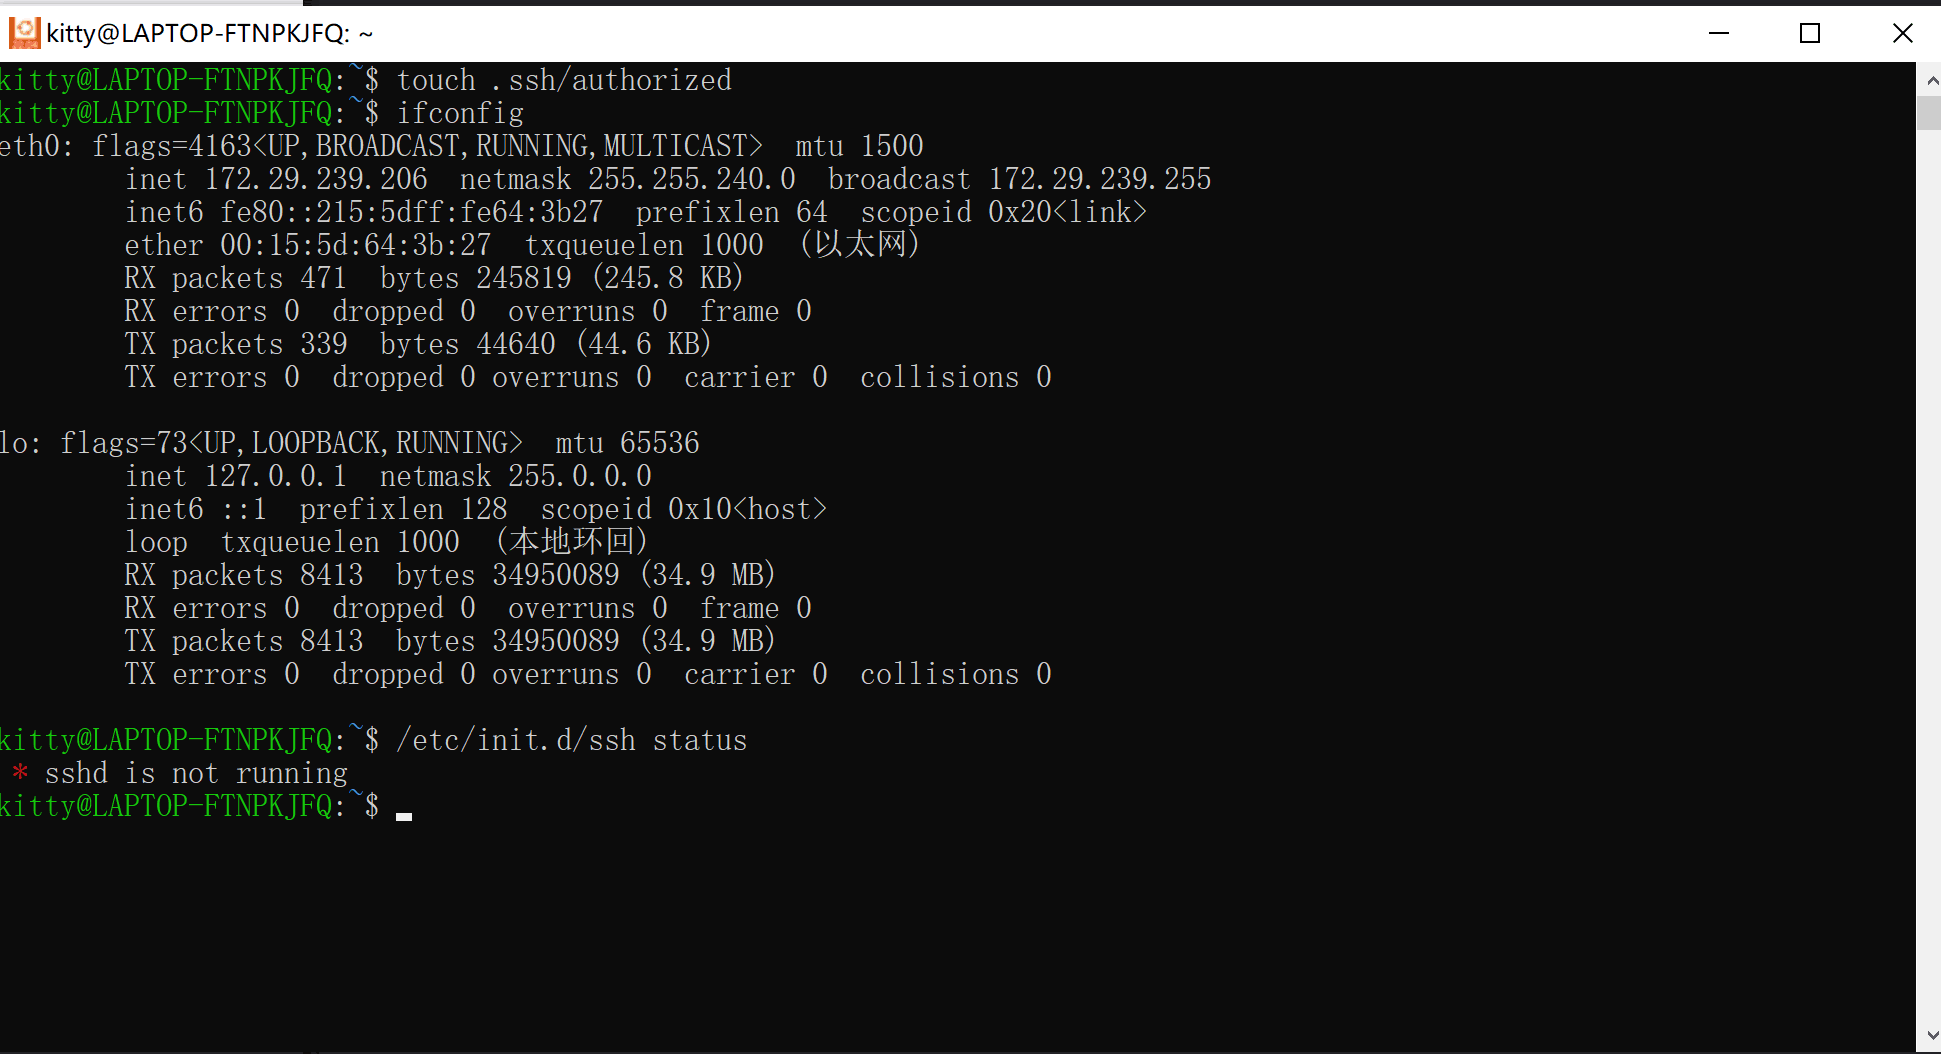 kitty@LAPTOP-FTNPKJFQ: ~
kitty@LAPTOP-FTNPKJFQ:~$ touch .ssh/authorized
kitty@LAPTOP-FTNPKJFQ:~$ ifconfig
eth0: flags=4163<UP,BROADCAST,RUNNING,MULTICAST>  mtu 1500
        inet 172.29.239.206  netmask 255.255.240.0  broadcast 172.29.239.255
        inet6 fe80::215:5dff:fe64:3b27  prefixlen 64  scopeid 0x20<link>
        ether 00:15:5d:64:3b:27  txqueuelen 1000  (以太网)
        RX packets 471  bytes 245819 (245.8 KB)
        RX errors 0  dropped 0  overruns 0  frame 0
        TX packets 339  bytes 44640 (44.6 KB)
        TX errors 0  dropped 0 overruns 0  carrier 0  collisions 0
lo: flags=73<UP,LOOPBACK,RUNNING>  mtu 65536
        inet 127.0.0.1  netmask 255.0.0.0
        inet6 ::1  prefixlen 128  scopeid 0x10<host>
        loop  txqueuelen 1000  (本地环回)
        RX packets 8413  bytes 34950089 (34.9 MB)
        RX errors 0  dropped 0  overruns 0  frame 0
        TX packets 8413  bytes 34950089 (34.9 MB)
        TX errors 0  dropped 0 overruns 0  carrier 0  collisions 0
kitty@LAPTOP-FTNPKJFQ:~$ /etc/init.d/ssh status
 * sshd is not running
kitty@LAPTOP-FTNPKJFQ:~$